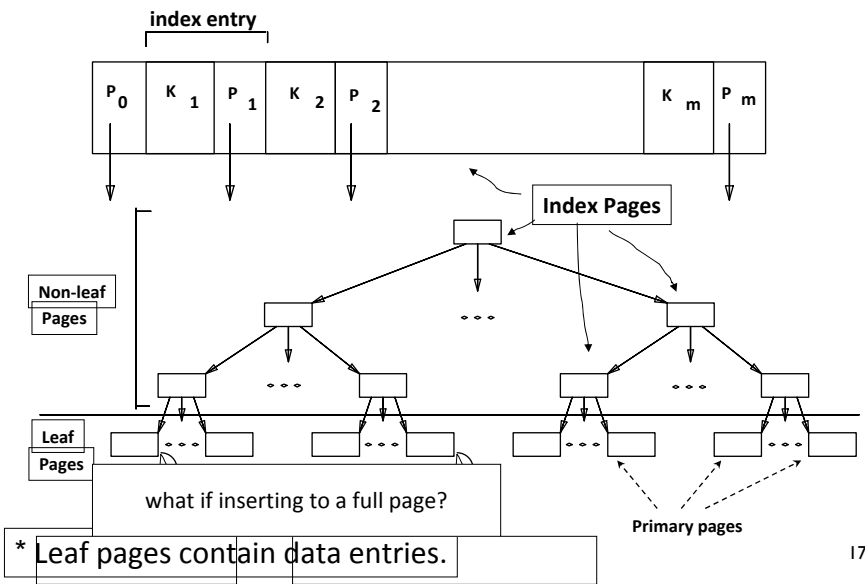 index entry
P0 K1 P1 K2 P2 Km Pm
Index Pages
Non-leaf
Pages
Leaf
Pages
what if inserting to a full page?
Primary pages
* Leaf pages contain data entries.
17